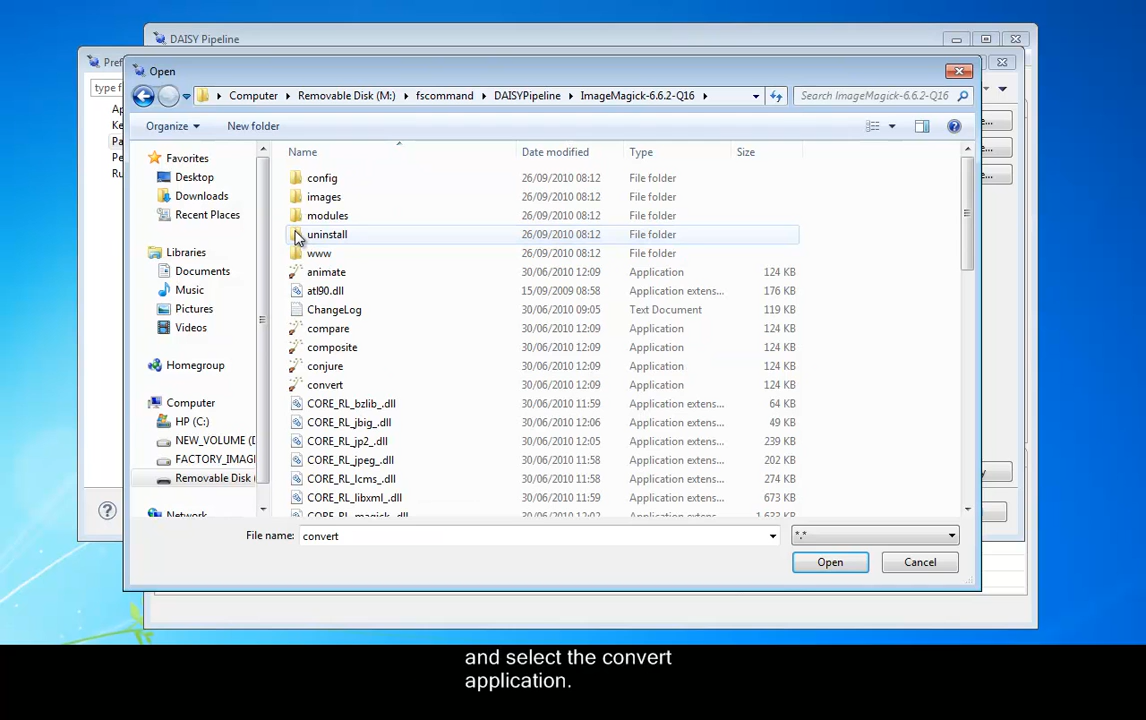 DAISY Pipeline
Pref
Open
type f
Computer Removable Disk (M:) fscommand DAISYPipeline ImageMagick-6.6.2-Q16 Search ImageMagick-6.6.2-Q16
Organize New folder
Name Date modified Type Size
Favorites
Desktop
Downloads
Recent Places
Libraries
Documents
Music
Pictures
Videos
Homegroup
Computer
HP (C:)
NEW_VOLUME (D
FACTORY_IMAG
Removable Disk (
Network
config 26/09/2010 08:12 File folder
images 26/09/2010 08:12 File folder
modules 26/09/2010 08:12 File folder
uninstall 26/09/2010 08:12 File folder
www 26/09/2010 08:12 File folder
animate 30/06/2010 12:09 Application 124 KB
atl90.dll 15/09/2009 08:58 Application extens... 176 KB
ChangeLog 30/06/2010 09:05 Text Document 119 KB
compare 30/06/2010 12:09 Application 124 KB
composite 30/06/2010 12:09 Application 124 KB
conjure 30/06/2010 12:09 Application 124 KB
convert 30/06/2010 12:09 Application 124 KB
CORE_RL_bzlib_.dll 30/06/2010 11:59 Application extens... 64 KB
CORE_RL_jbig_.dll 30/06/2010 12:06 Application extens... 49 KB
CORE_RL_jp2_.dll 30/06/2010 12:05 Application extens... 239 KB
CORE_RL_jpeg_.dll 30/06/2010 11:58 Application extens... 202 KB
CORE_RL_lcms_.dll 30/06/2010 11:58 Application extens... 274 KB
CORE_RL_libxml_.dll 30/06/2010 11:59 Application extens... 673 KB
CORE_RL_magick_.dll 30/06/2010 12:02 Application extens... 1,633 KB
File name: convert *.*
Open Cancel
and select the convert
application.